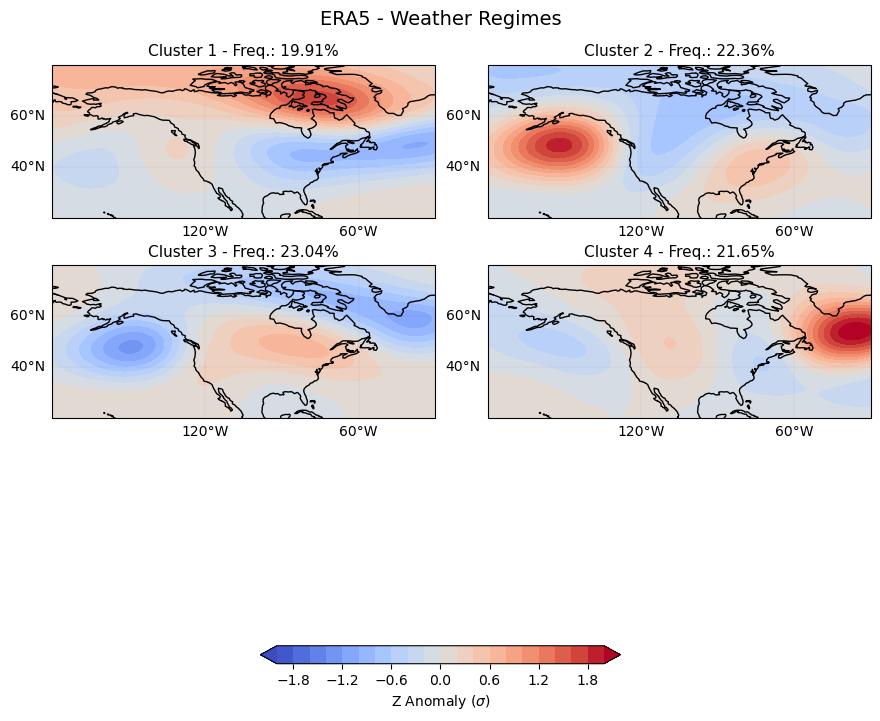 ERA5 - Weather Regimes
Cluster 1 - Freq.: 19.91%
Cluster 2 - Freq.: 22.36%
60°N
60°N
40°N
40°N
120°W 60°W
120°W 60°W
Cluster 3 - Freq.: 23.04%
Cluster 4 - Freq.: 21.65%
60°N
60°N
40°N
40°N
120°W 60°W
120°W 60°W
−1.8 −1.2 −0.6 0.0 0.6 1.2 1.8
Z Anomaly (σ)